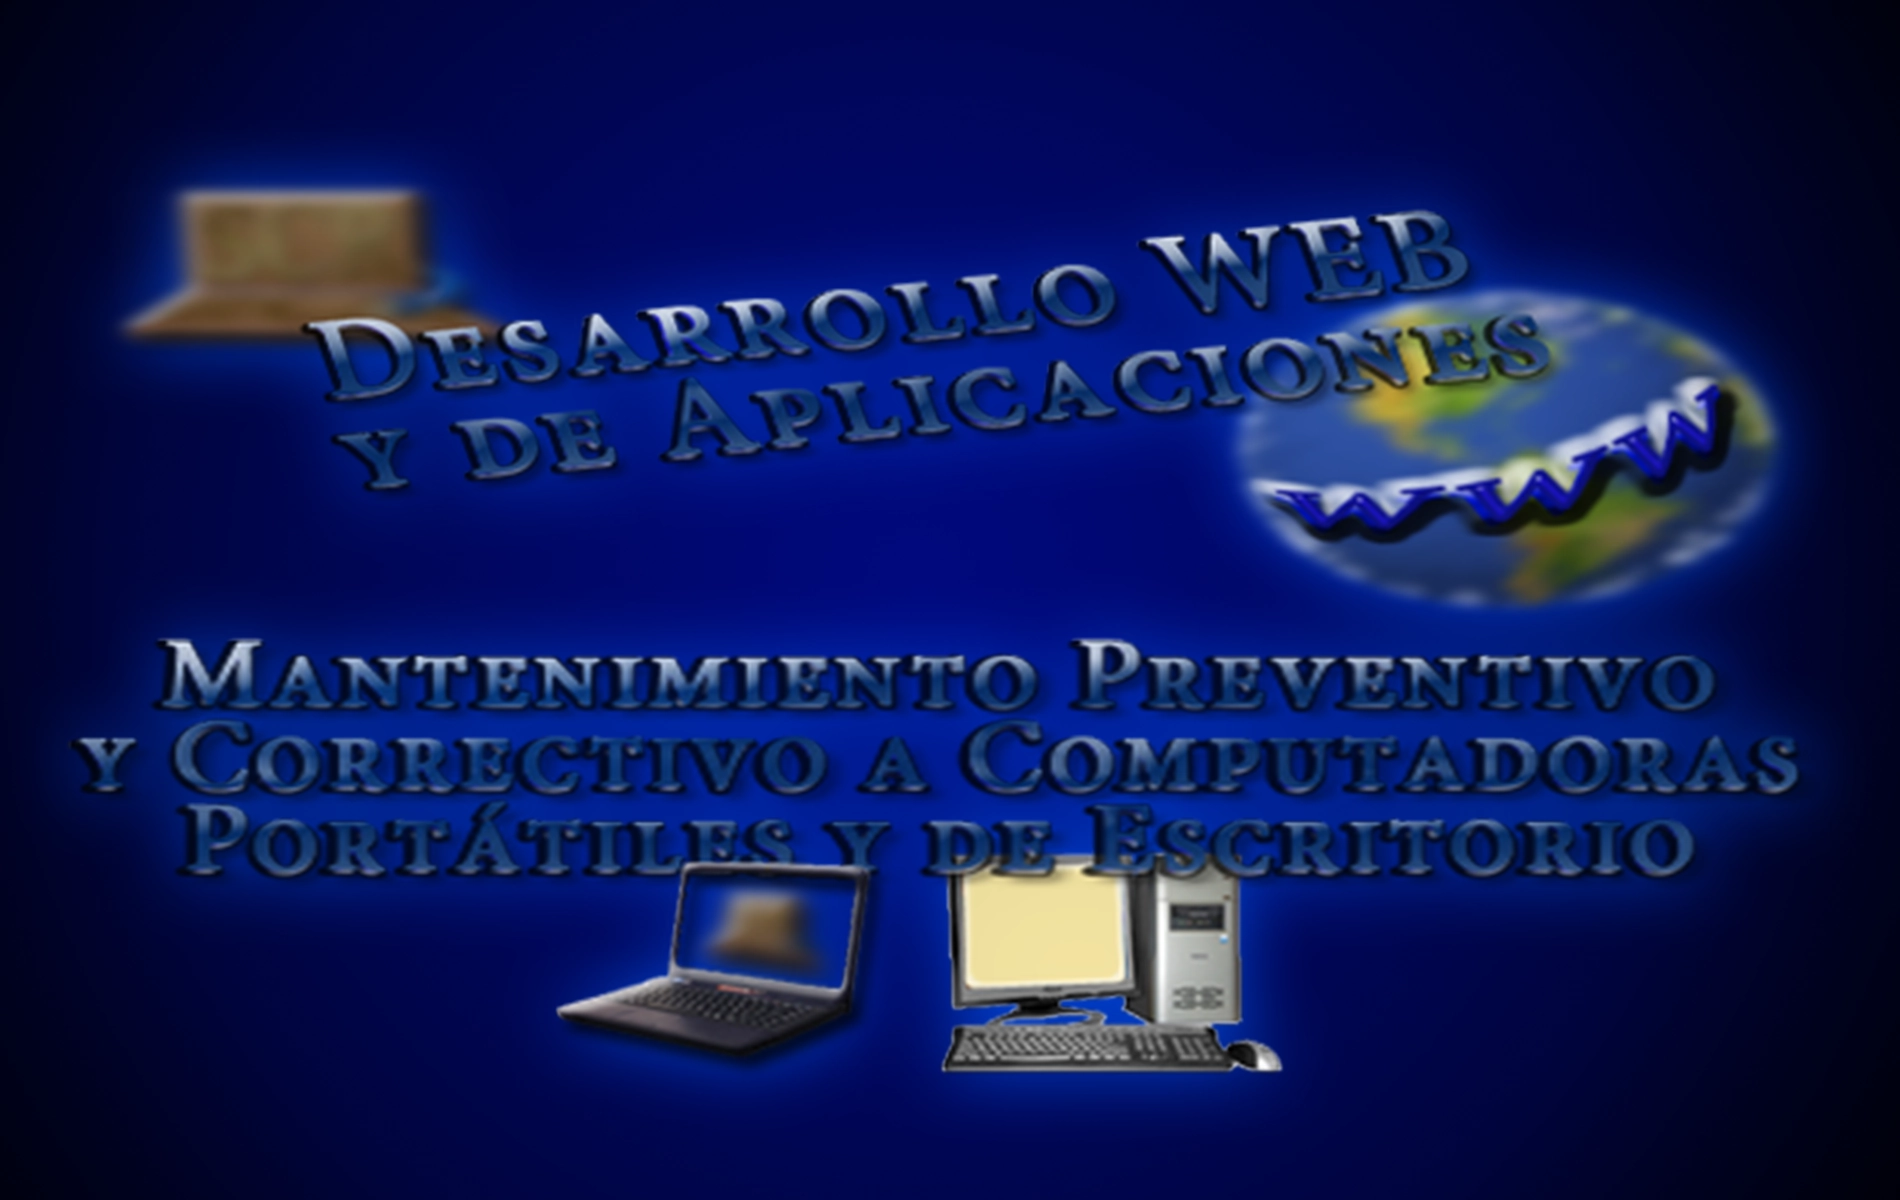 Desarrollo WEB
y de Aplicaciones
WWW
Mantenimiento Preventivo
y Correctivo a Computadoras
Portátiles y de Escritorio